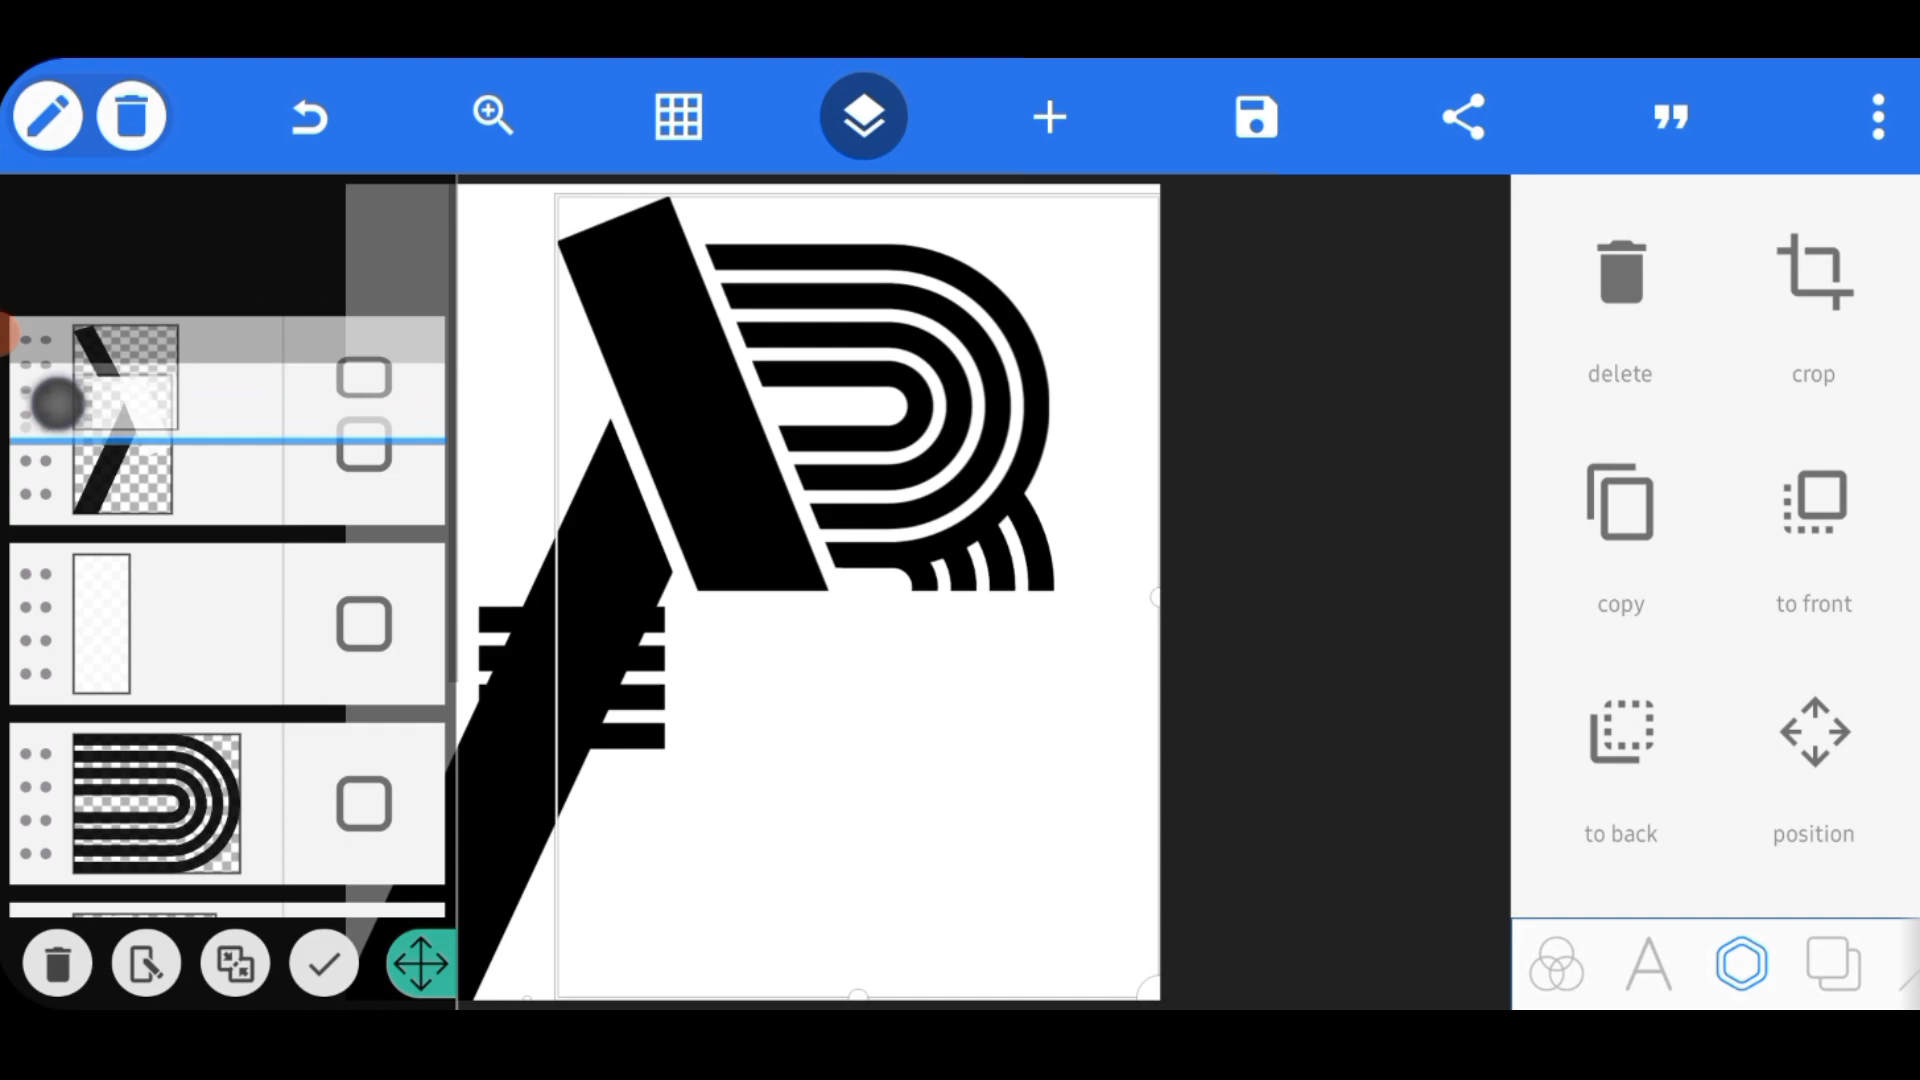 delete
crop
copy
to front
to back
position